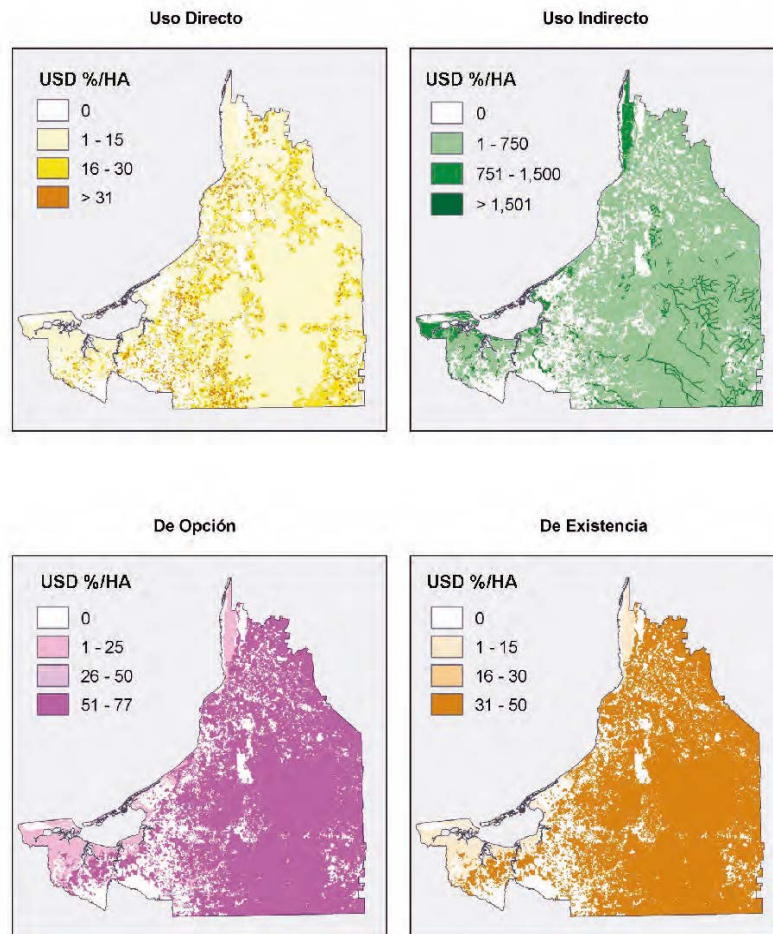 Uso Directo
USD %/HA
0
1 - 15
16 - 30
> 31
Uso Indirecto
USD %/HA
0
1 - 750
751 - 1,500
> 1,501
De Opción
USD %/HA
0
1 - 25
26 - 50
51 - 77
De Existencia
USD %/HA
0
1 - 15
16 - 30
31 - 50